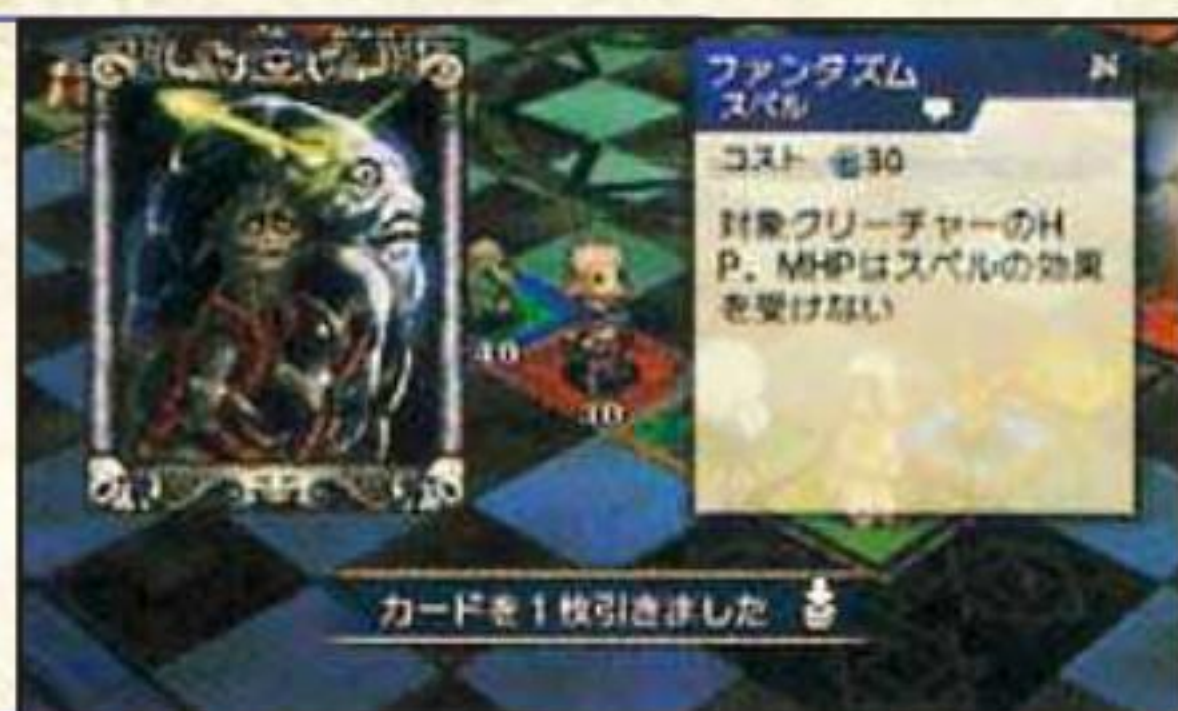 ファンタズム N
スペル
コスト 30
対象クリーチャーのH
P、MHPはスペルの効果
を受けない
40
カードを1枚引きました